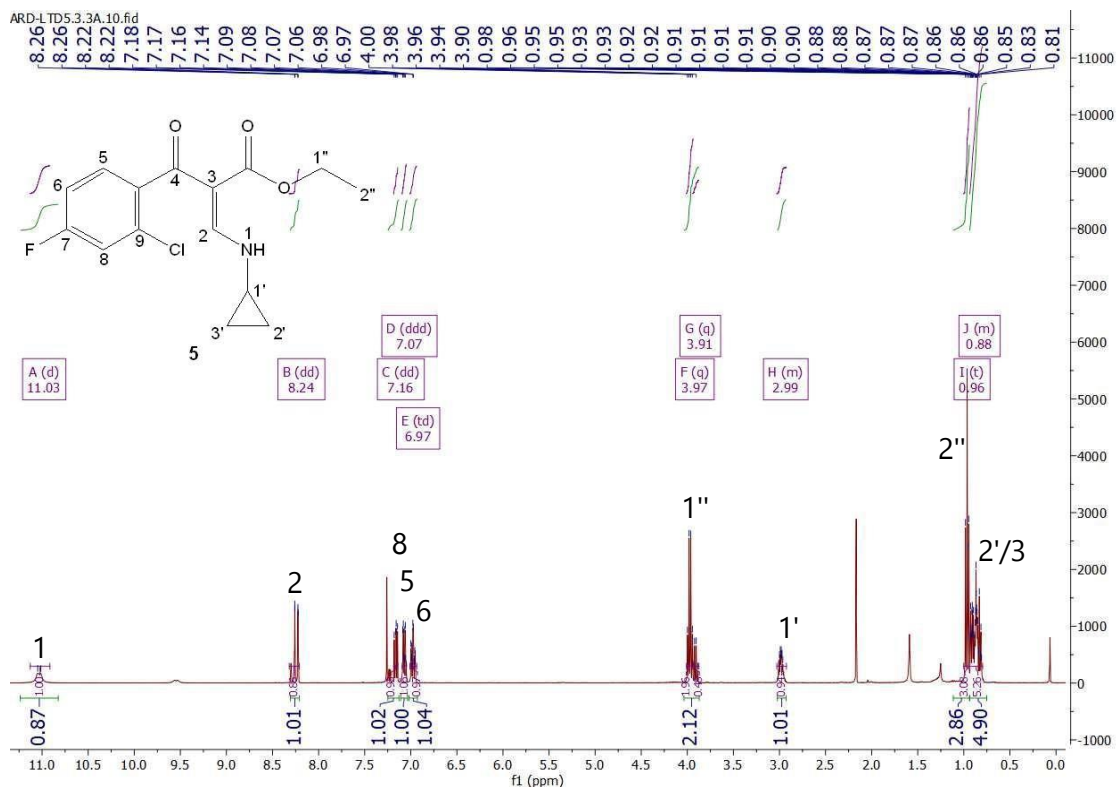 ARD-LTD5.3.3A.10.fid
8.26 8.26 8.22 8.22 7.18 7.17 7.16 7.14 7.09 7.08 7.07 7.06 6.98 6.97 4.00 3.98 3.96 3.94 3.90 0.98 0.96 0.95 0.95 0.93 0.93 0.92 0.92 0.91 0.91 0.91 0.90 0.90 0.88 0.88 0.87 0.87 0.87 0.86 0.86 0.86 0.85 0.83 0.81
11000
10000
9000
8000
7000
6000
5000
4000
3000
2000
1000
0
-1000
O O
5 3 1''
6 4 O 2''
7 9 2 1
F 8 Cl NH
1'
3' 2'
5
D (ddd)
7.07
G (q)
3.91
J (m)
0.88
A (d)
11.03
B (dd)
8.24
C (dd)
7.16
F (q)
3.97
H (m)
2.99
I (t)
0.96
E (td)
6.97
2''
1''
8
2'/3
2 5
6
1 1'
0.87 1.01 1.02 1.00 1.04 2.12 1.01 2.86 4.90
11.0 10.5 10.0 9.5 9.0 8.5 8.0 7.5 7.0 6.5 6.0 5.5 5.0 4.5 4.0 3.5 3.0 2.5 2.0 1.5 1.0 0.5 0.0
f1 (ppm)